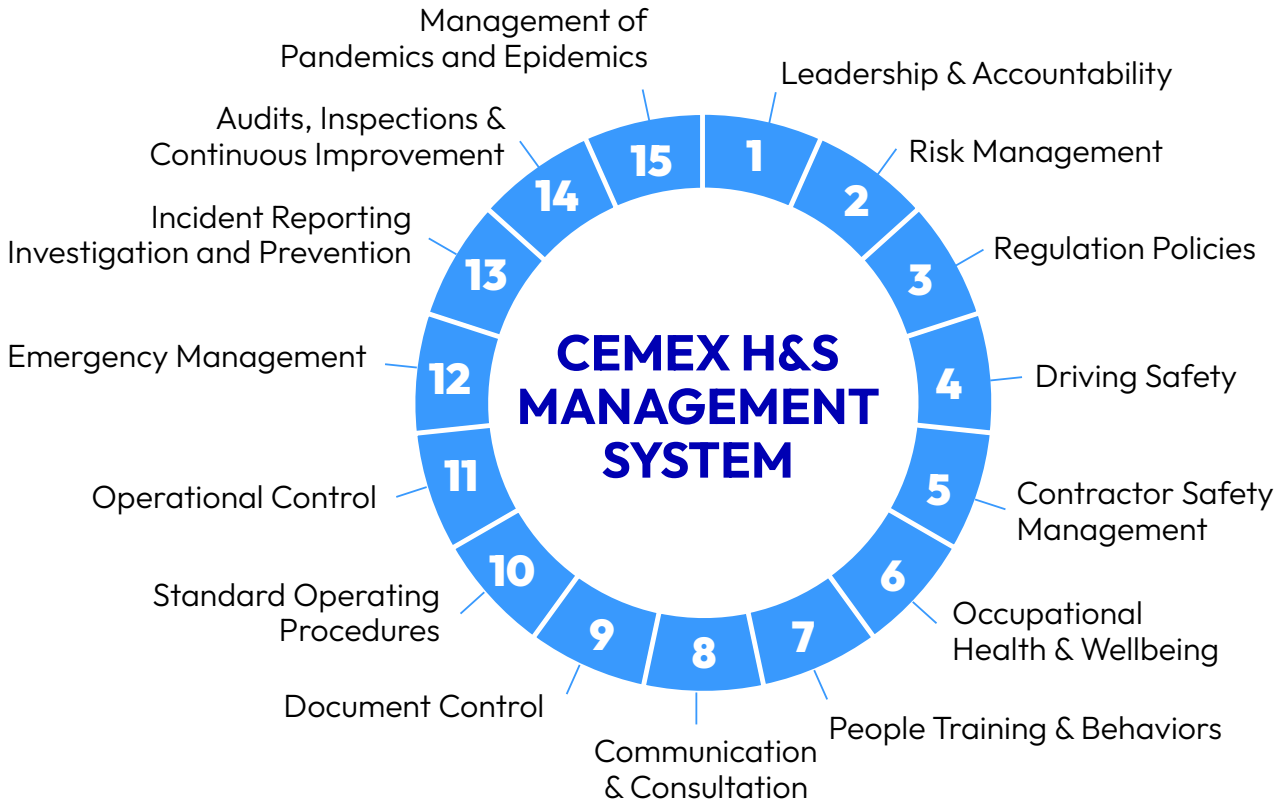 Management of
Pandemics and Epidemics
Leadership & Accountability
Audits, Inspections &
Continuous Improvement
Risk Management
Incident Reporting
Investigation and Prevention
Regulation Policies
Emergency Management
Driving Safety
Operational Control
Contractor Safety
Management
Standard Operating
Procedures
Occupational
Health & Wellbeing
Document Control
People Training & Behaviors
Communication
& Consultation
1
2
3
4
5
6
7
8
9
10
11
12
13
14
15
CEMEX H&S
MANAGEMENT
SYSTEM